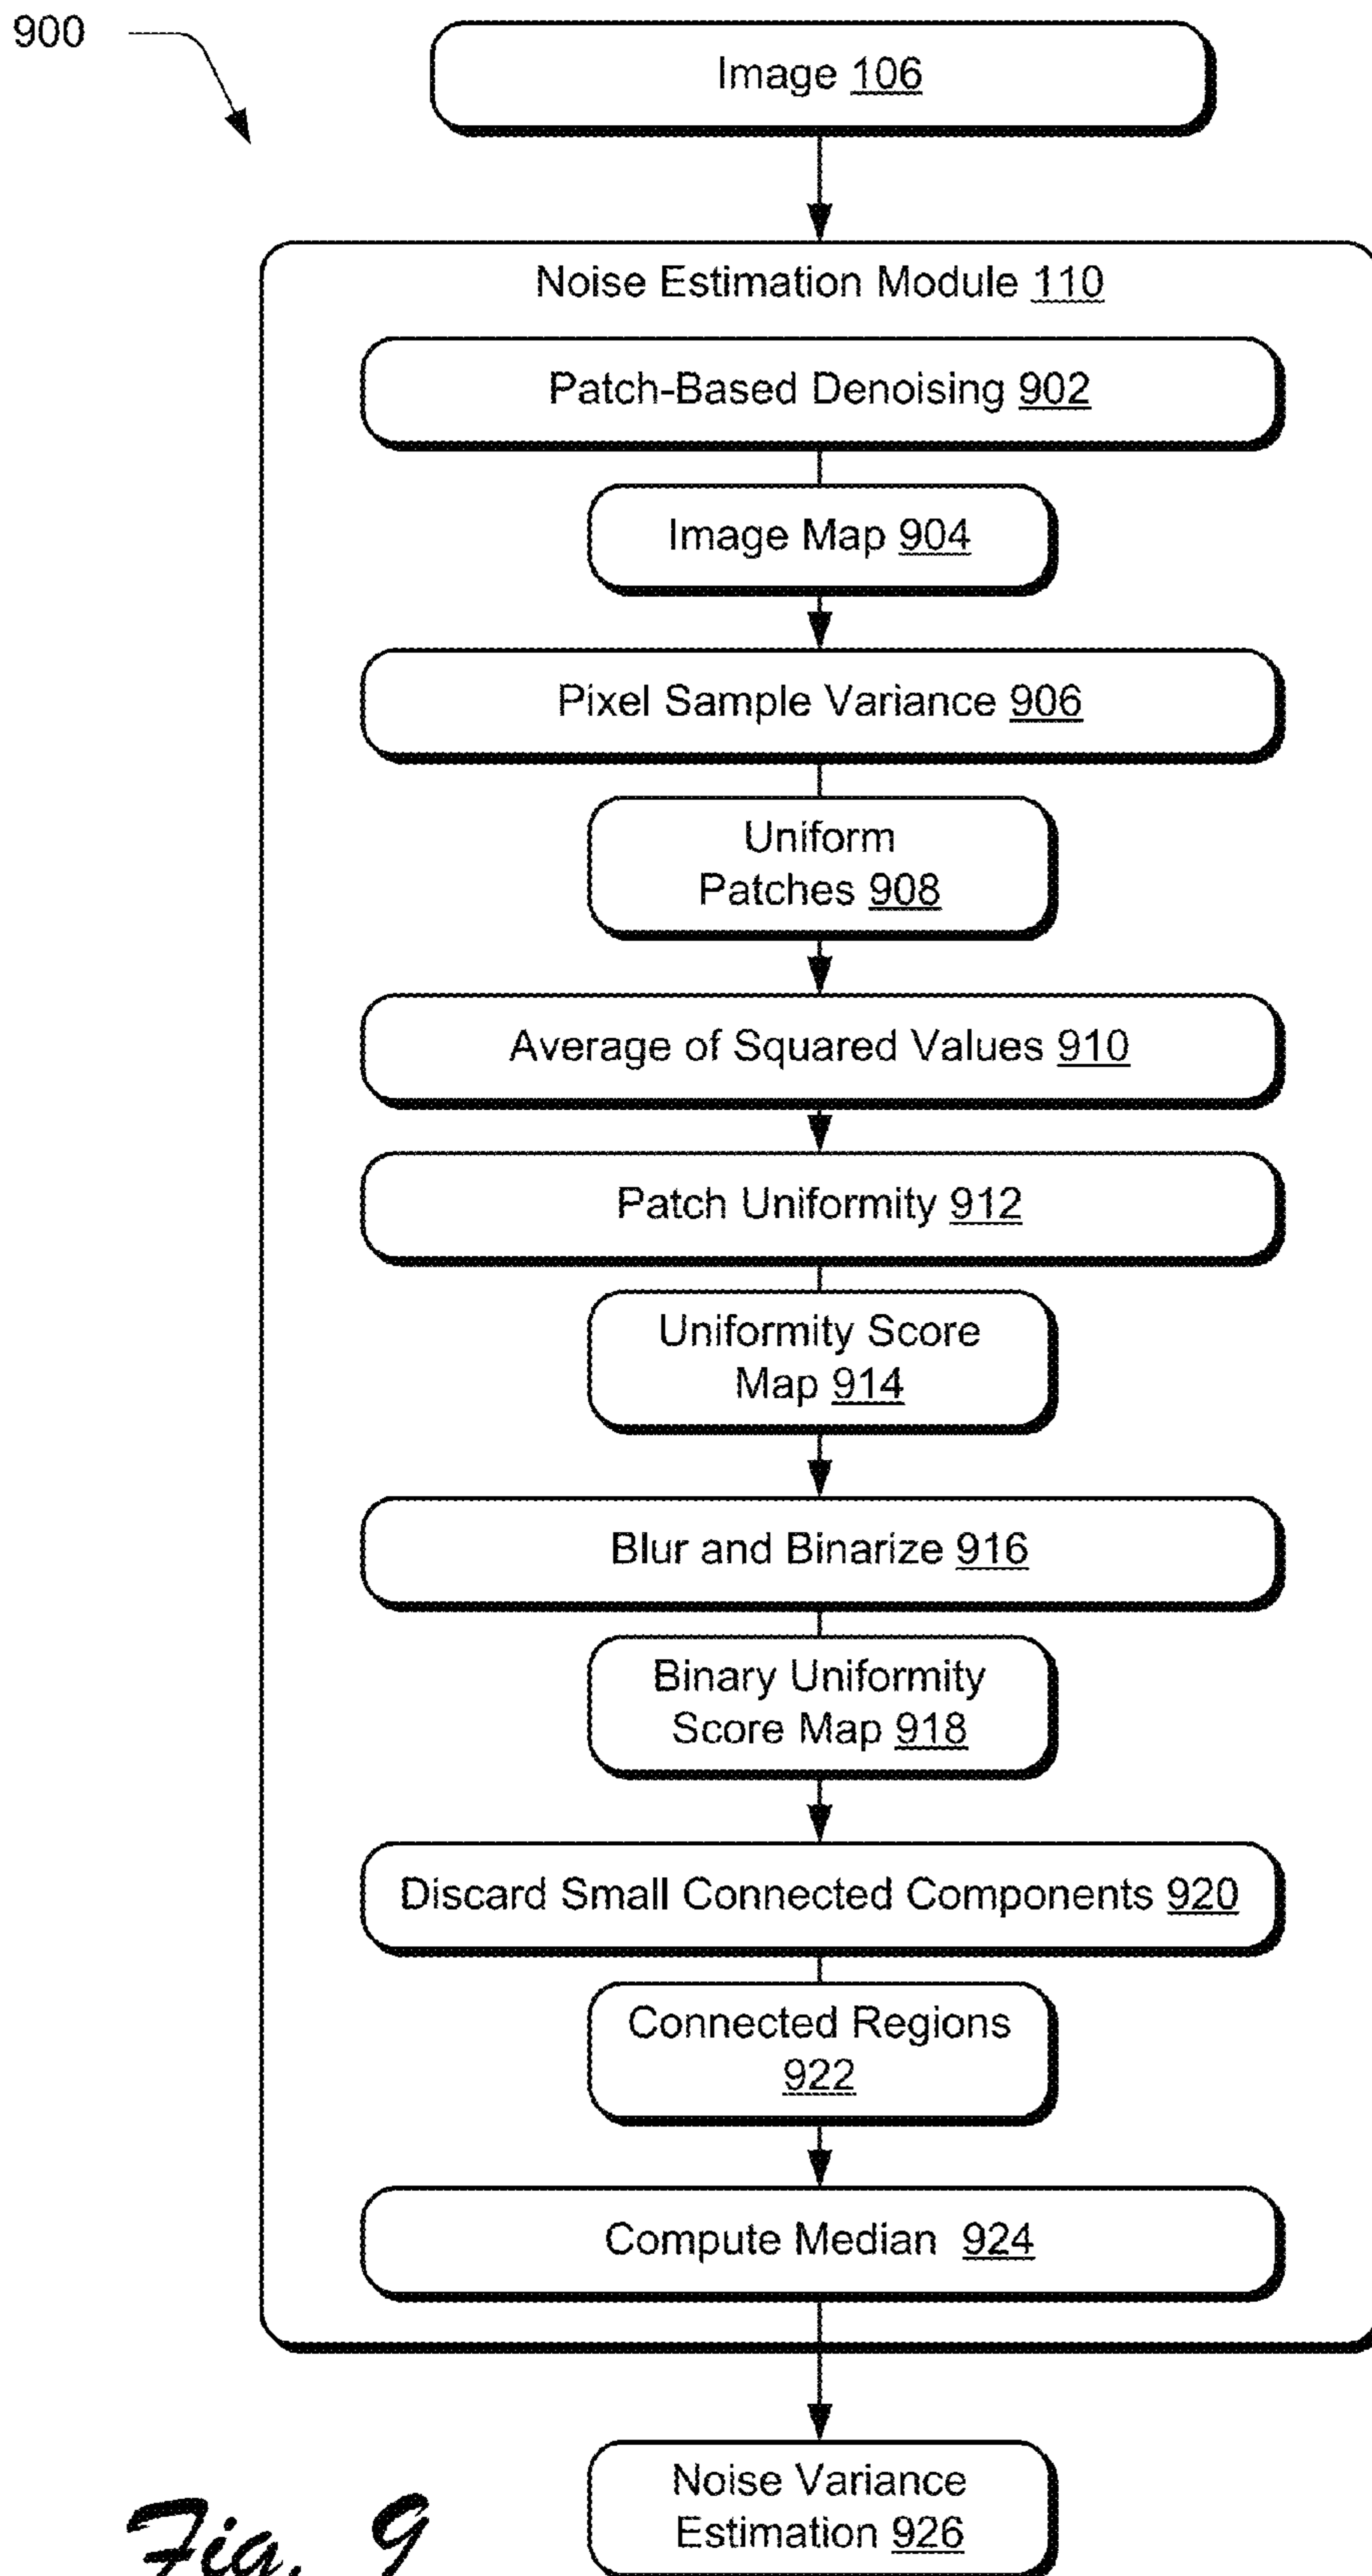 900
Image 106
Noise Estimation Module 110
Patch-Based Denoising 902
Image Map 904
Pixel Sample Variance 906
Uniform
Patches 908
Average of Squared Values 910
Patch Uniformity 912
Uniformity Score
Map 914
Blur and Binarize 916
Binary Uniformity
Score Map 918
Discard Small Connected Components 920
Connected Regions
922
Compute Median 924
Noise Variance
Estimation 926
Fig. 9